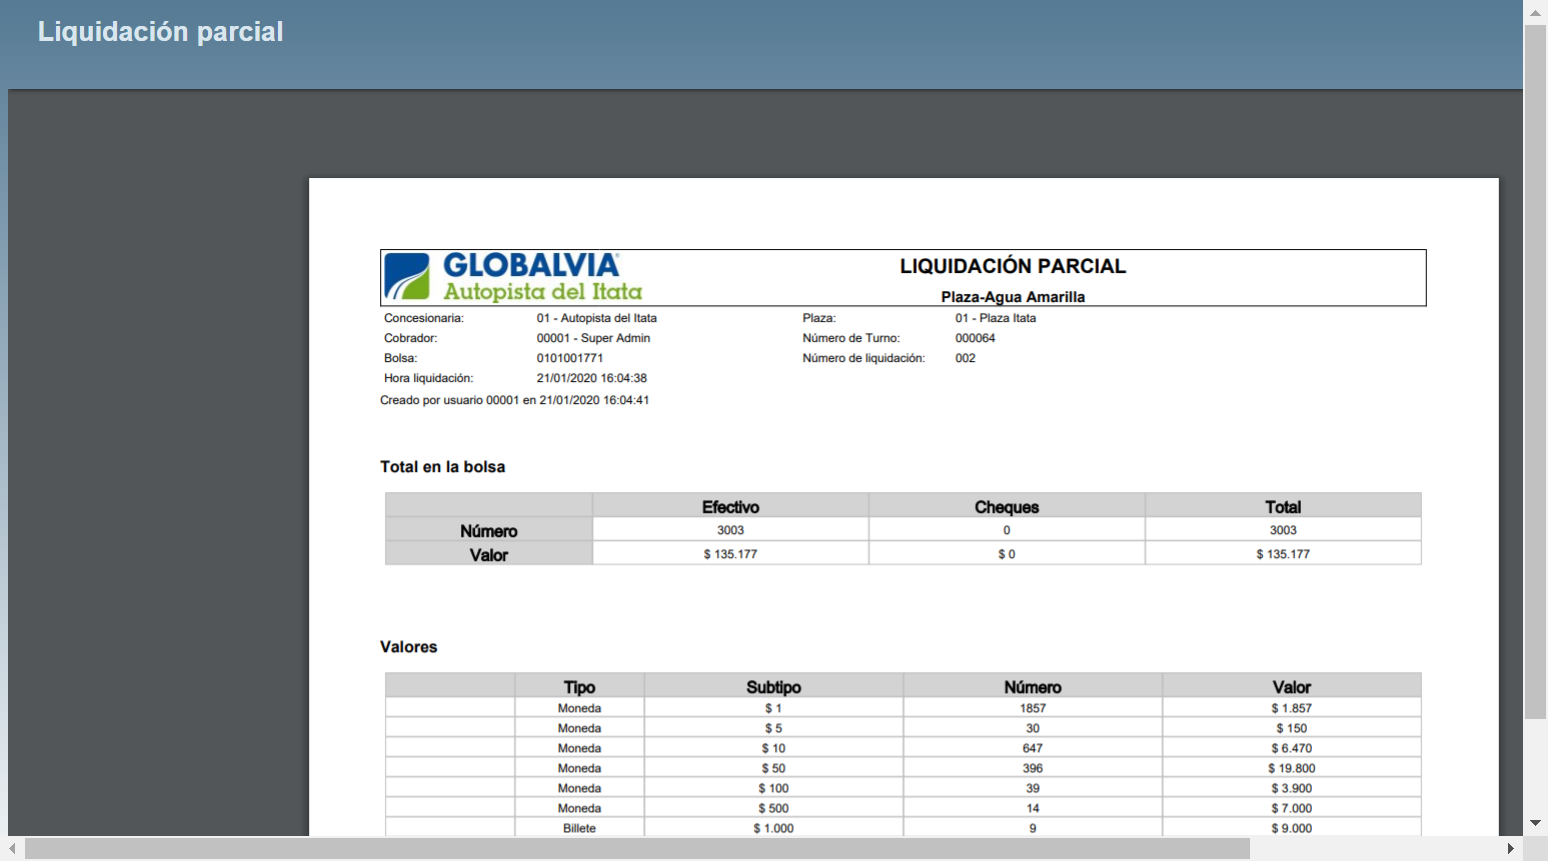 Liquidación parcial
GLOBALVIA®
Autopista del Itata
LIQUIDACIÓN PARCIAL
Plaza-Agua Amarilla
Concesionaria: 01 - Autopista del Itata Plaza: 01 - Plaza Itata
Cobrador: 00001 - Super Admin Número de Turno: 000064
Bolsa: 0101001771 Número de liquidación: 002
Hora liquidación: 21/01/2020 16:04:38
Creado por usuario 00001 en 21/01/2020 16:04:41
Total en la bolsa
Efectivo Cheques Total
Número 3003 0 3003
Valor $ 135.177 $ 0 $ 135.177
Valores
Tipo Subtipo Número Valor
Moneda $ 1 1857 $ 1.857
Moneda $ 5 30 $ 150
Moneda $ 10 647 $ 6.470
Moneda $ 50 396 $ 19.800
Moneda $ 100 39 $ 3.900
Moneda $ 500 14 $ 7.000
Billete $ 1.000 9 $ 9.000